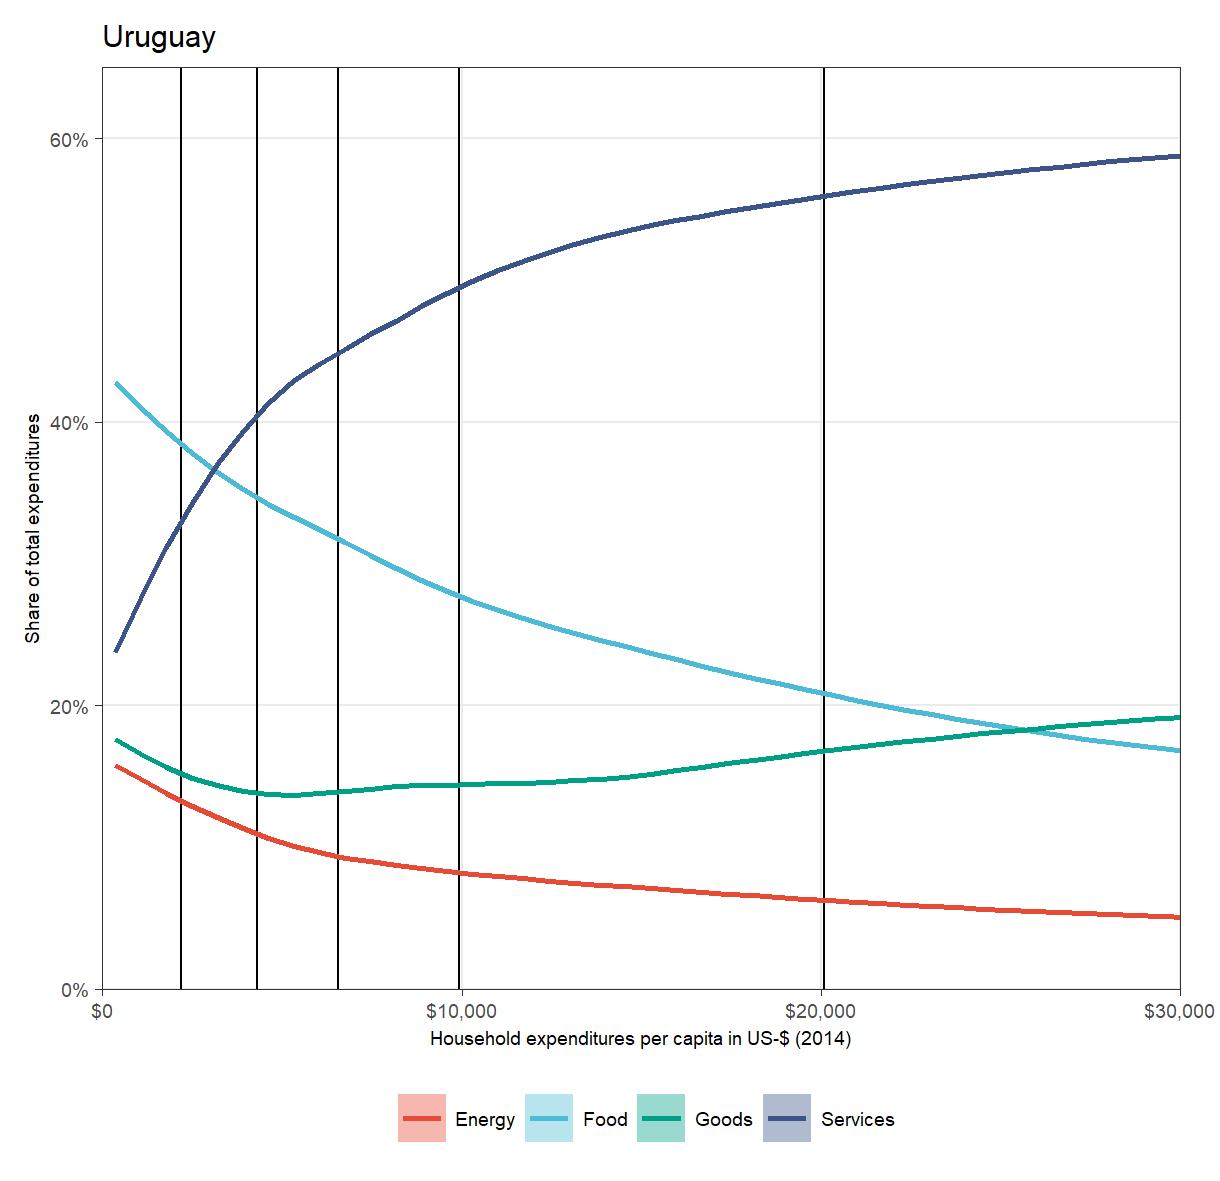 Uruguay
60%
40%
20%
0%
Share of total expenditures
$0 $10,000 $20,000 $30,000
Household expenditures per capita in US-$ (2014)
Energy Food Goods Services